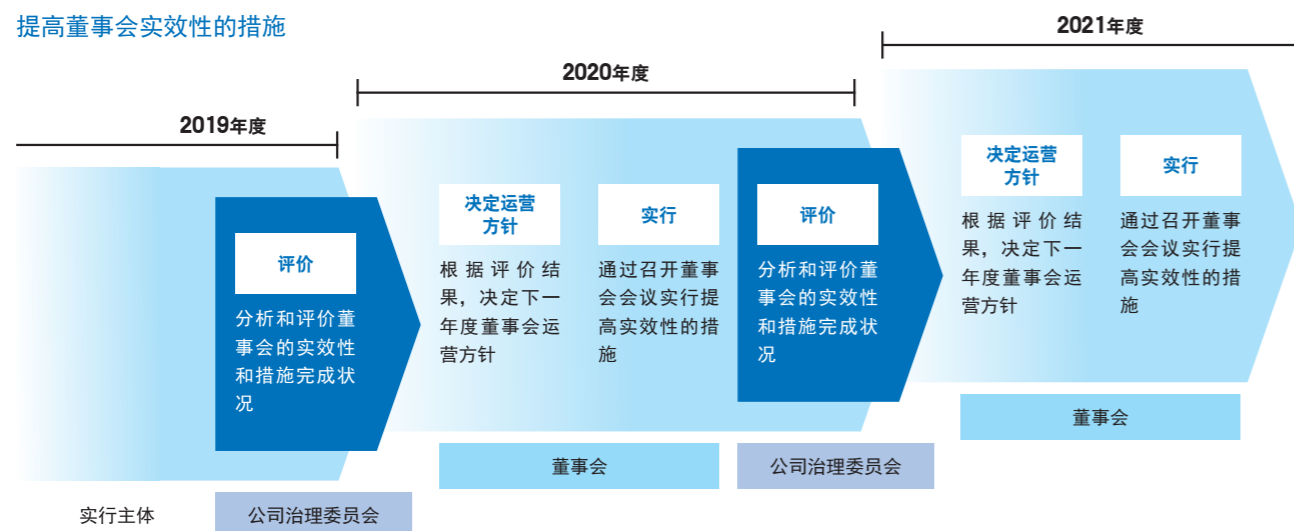 提高董事会实效性的措施
2019年度
评价
分析和评价董
事会的实效性
和措施完成状
况
2020年度
决定运营
方针
根据评价结
果，决定下一
年度董事会运
营方针
实行
通过召开董事
会会议实行提
高实效性的措
施
评价
分析和评价董
事会的实效性
和措施完成状
况
2021年度
决定运营
方针
根据评价结
果，决定下一
年度董事会运
营方针
实行
通过召开董事
会会议实行提
高实效性的措
施
实行主体
公司治理委员会
董事会
公司治理委员会
董事会